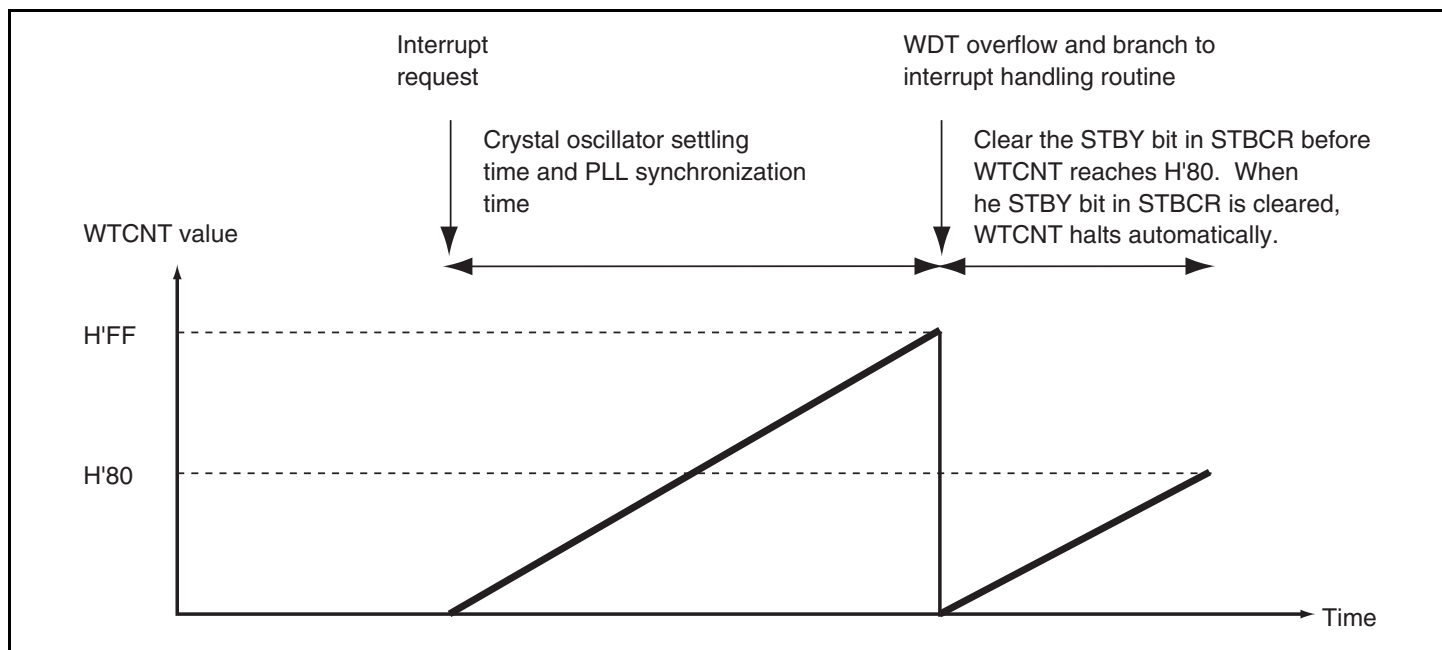 Interrupt
request
WDT overflow and branch to
interrupt handling routine
Crystal oscillator settling
time and PLL synchronization
time
Clear the STBY bit in STBCR before
WTCNT reaches H'80. When
he STBY bit in STBCR is cleared,
WTCNT halts automatically.
WTCNT value
H'FF
H'80
Time